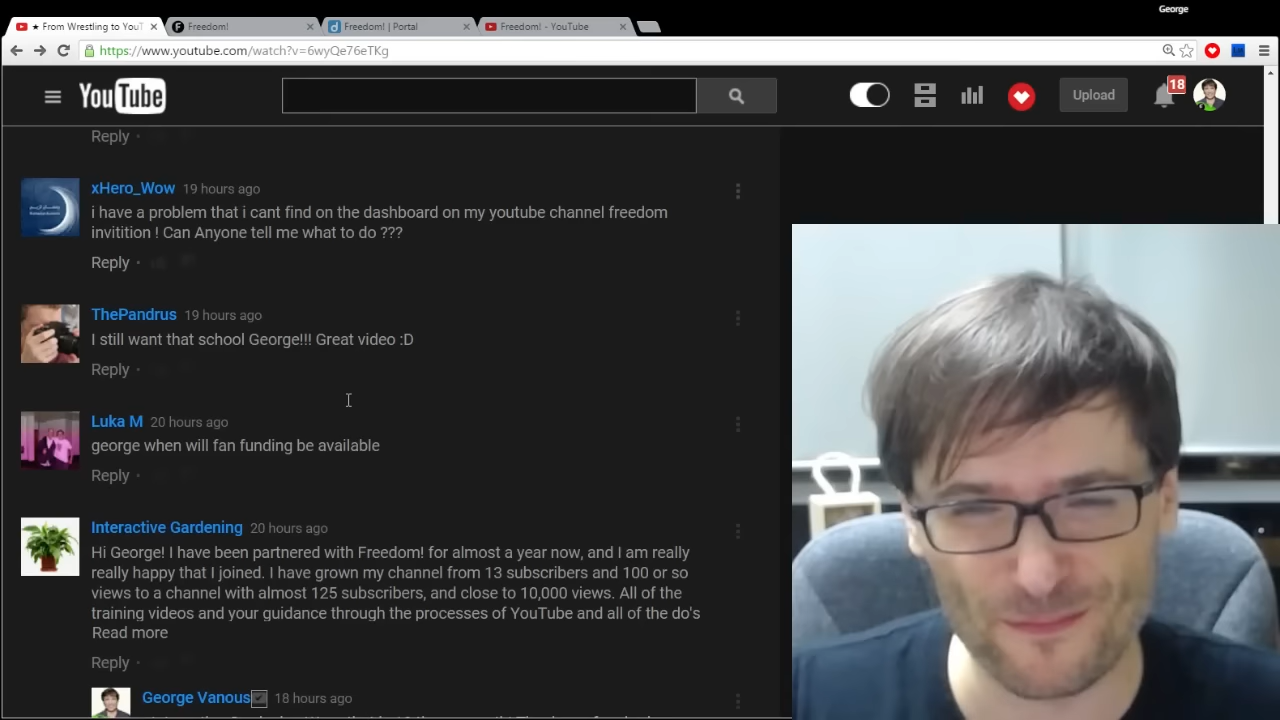 George
★ From Wrestling to YouT
Freedom!
Freedom! | Portal
Freedom! - YouTube
https://www.youtube.com/watch?v=6wyQe76eTKg
YouTube
Upload
18
Reply ·
xHero_Wow 19 hours ago
i have a problem that i cant find on the dashboard on my youtube channel freedom
invitition ! Can Anyone tell me what to do ???
Reply ·
ThePandrus 19 hours ago
I still want that school George!!! Great video :D
Reply ·
Luka M 20 hours ago
george when will fan funding be available
Reply ·
Interactive Gardening 20 hours ago
Hi George! I have been partnered with Freedom! for almost a year now, and I am really
really happy that I joined. I have grown my channel from 13 subscribers and 100 or so
views to a channel with almost 125 subscribers, and close to 10,000 views. All of the
training videos and your guidance through the processes of YouTube and all of the do's
Read more
Reply ·
George Vanous 18 hours ago